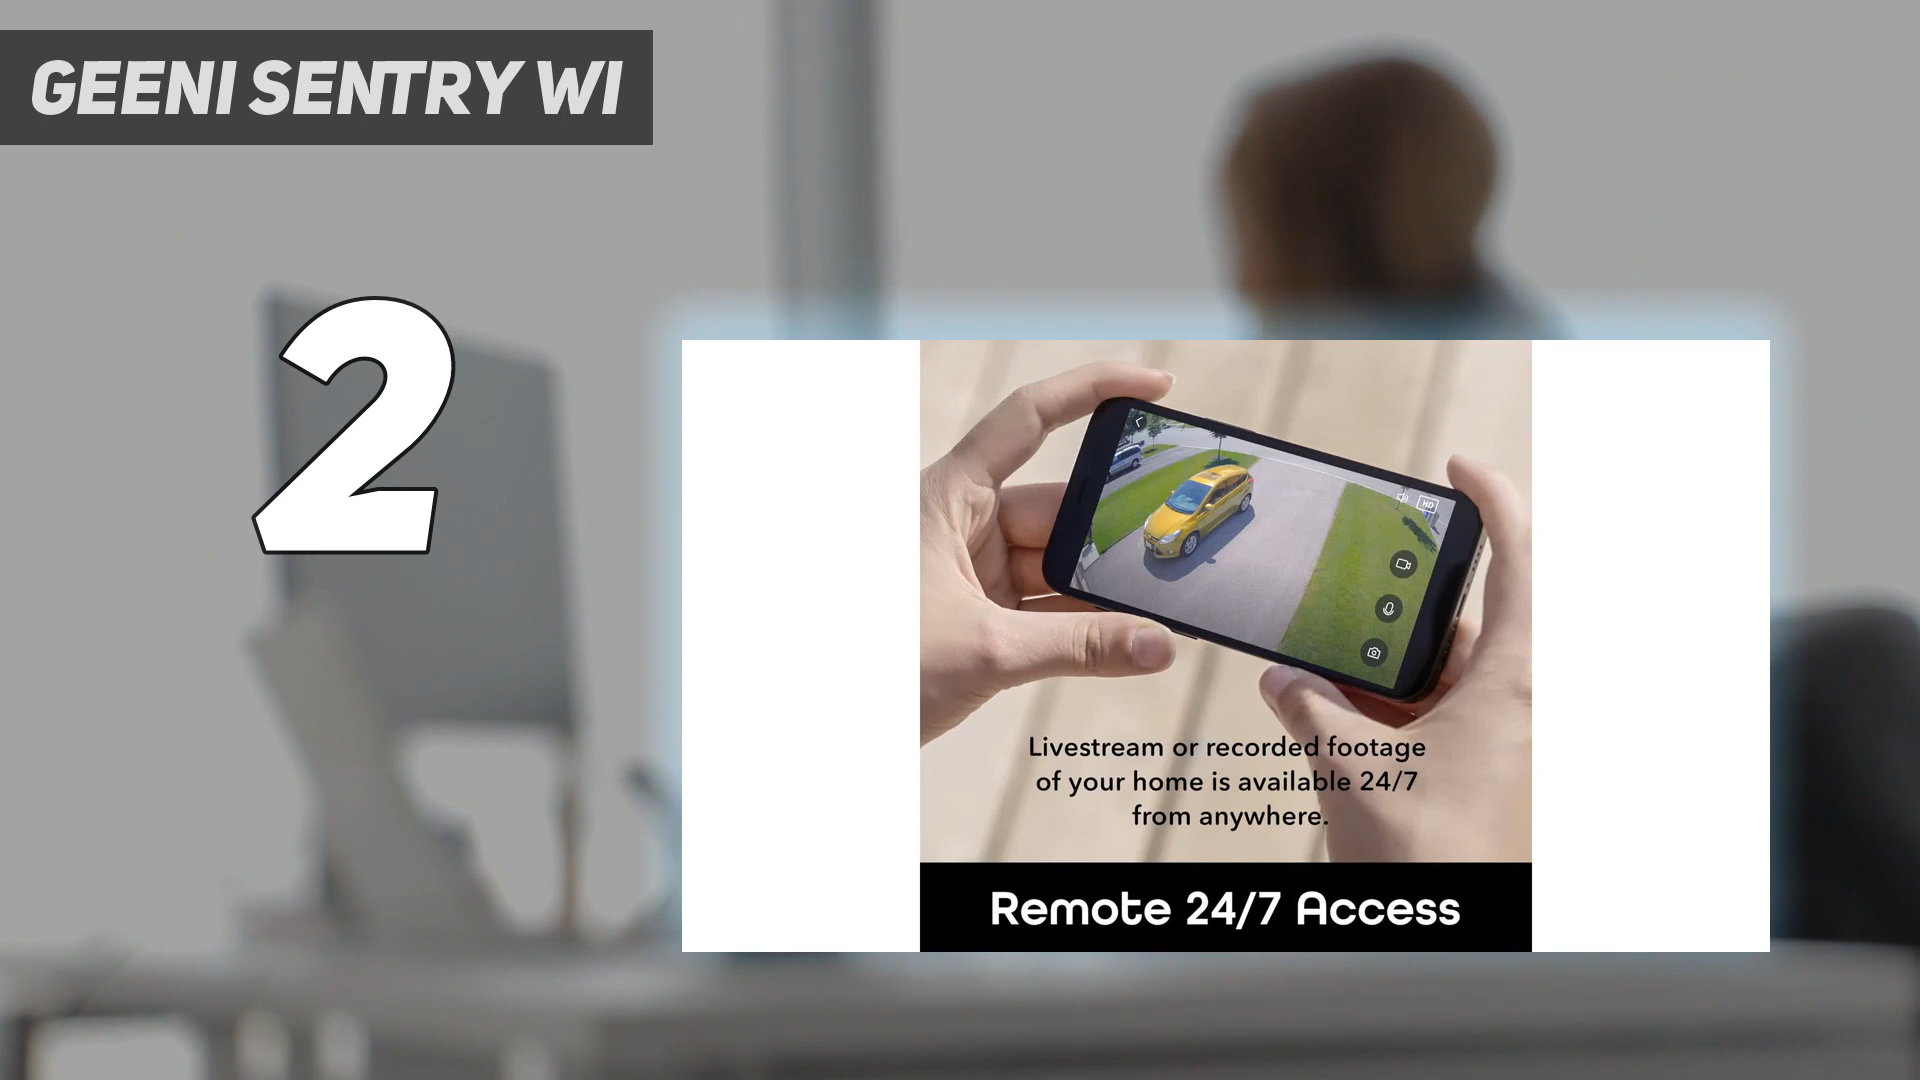 GEENI SENTRY WI
2
HD
Livestream or recorded footage
of your home is available 24/7
from anywhere.
Remote 24/7 Access